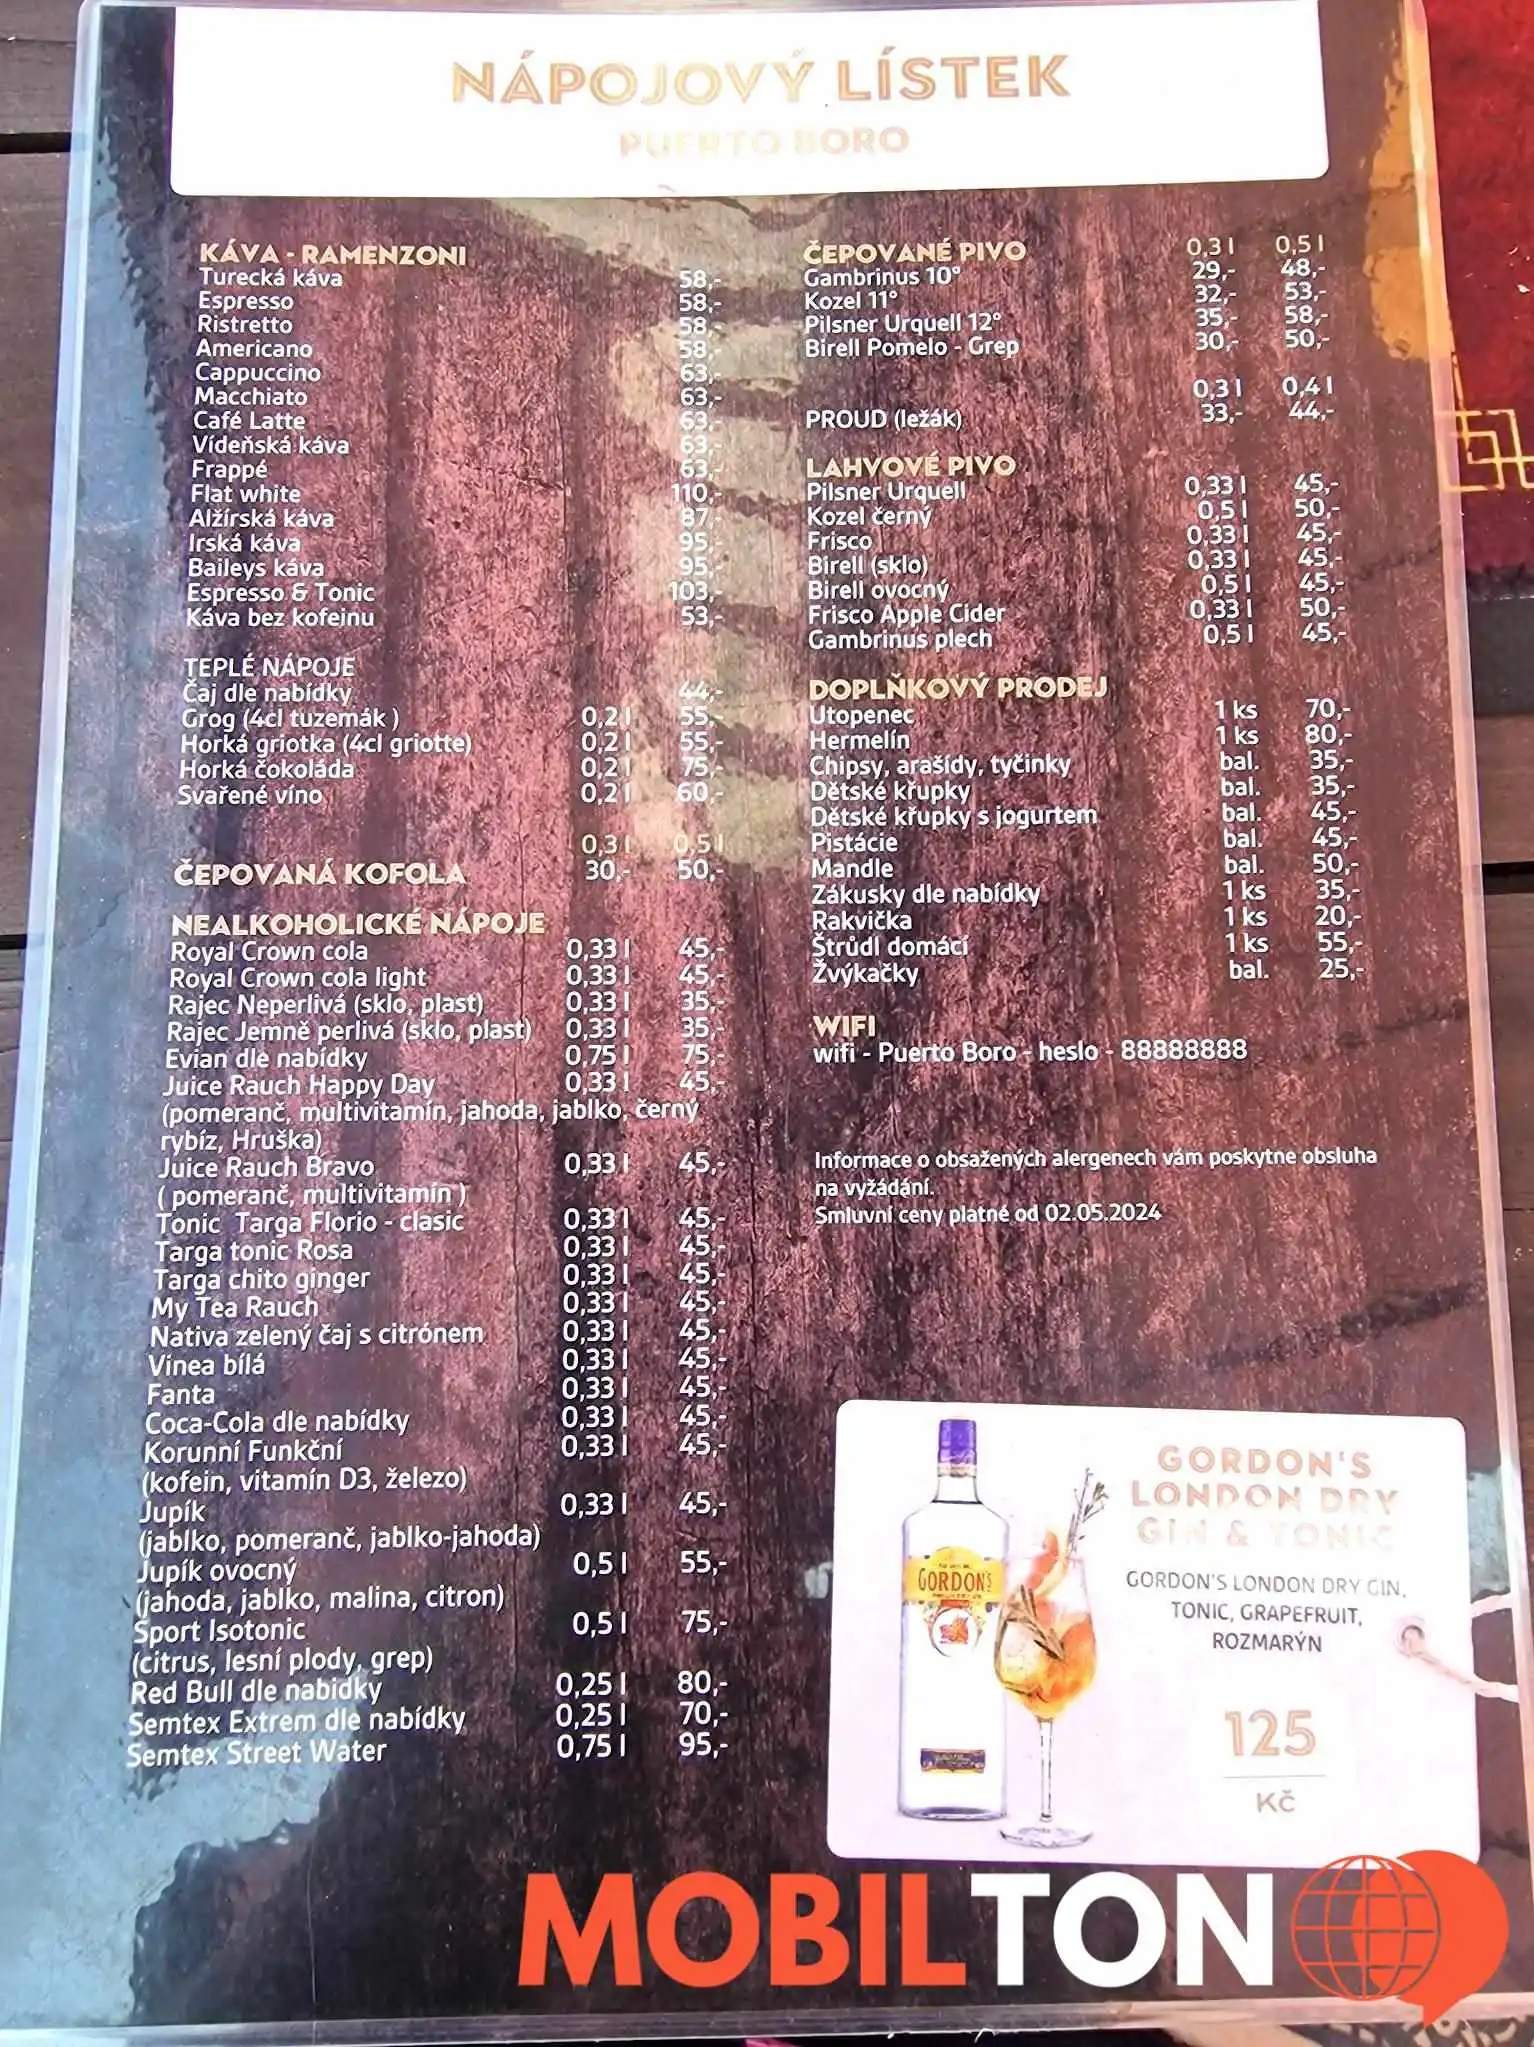 NÁPOJOVÝ LÍSTEK
PUERTO BORO
KÁVA - RAMENZONI
Turecká káva 58,-
Espresso 58,-
Ristretto 58,-
Americano 58,-
Cappuccino 63,-
Macchiato 63,-
Café Latte 63,-
Vídeňská káva 63,-
Frappé 63,-
Flat white 110,-
Alžírská káva 87,-
Irská káva 95,-
Baileys káva 95,-
Espresso & Tonic 103,-
Káva bez kofeinu 53,-
TEPLÉ NÁPOJE
Čaj dle nabídky 44,-
Grog (4cl tuzemák ) 0,2 l 55,-
Horká griotka (4cl griotte) 0,2 l 55,-
Horká čokoláda 0,2 l 75,-
Svařené víno 0,2 l 60,-
0,3 l 0,5 l
ČEPOVANÁ KOFOLA 30,- 50,-
NEALKOHOLICKÉ NÁPOJE
Royal Crown cola 0,33 l 45,-
Royal Crown cola light 0,33 l 45,-
Rajec Neperlivá (sklo, plast) 0,33 l 35,-
Rajec Jemně perlivá (sklo, plast) 0,33 l 35,-
Evian dle nabídky 0,75 l 75,-
Juice Rauch Happy Day 0,33 l 45,-
(pomeranč, multivitamín, jahoda, jablko, černý
rybíz, Hruška)
Juice Rauch Bravo 0,33 l 45,-
( pomeranč, multivitamín )
Tonic Targa Florio - clasic 0,33 l 45,-
Targa tonic Rosa 0,33 l 45,-
Targa chito ginger 0,33 l 45,-
My Tea Rauch 0,33 l 45,-
Nativa zelený čaj s citrónem 0,33 l 45,-
Vinea bílá 0,33 l 45,-
Fanta 0,33 l 45,-
Coca-Cola dle nabídky 0,33 l 45,-
Korunní Funkční 0,33 l 45,-
(kofein, vitamín D3, železo)
Jupík 0,33 l 45,-
(jablko, pomeranč, jablko-jahoda)
Jupík ovocný 0,5 l 55,-
(jahoda, jablko, malina, citron)
Sport Isotonic 0,5 l 75,-
(citrus, lesní plody, grep)
Red Bull dle nabidky 0,25 l 80,-
Semtex Extrem dle nabídky 0,25 l 70,-
Semtex Street Water 0,75 l 95,-
ČEPOVANÉ PIVO 0,3 l 0,5 l
Gambrinus 10° 29,- 48,-
Kozel 11° 32,- 53,-
Pilsner Urquell 12° 35,- 58,-
Birell Pomelo - Grep 30,- 50,-
0,3 l 0,4 l
PROUD (ležák) 33,- 44,-
LAHVOVÉ PIVO
Pilsner Urquell 0,33 l 45,-
Kozel černý 0,5 l 50,-
Frisco 0,33 l 45,-
Birell (sklo) 0,33 l 45,-
Birell ovocný 0,5 l 45,-
Frisco Apple Cider 0,33 l 50,-
Gambrinus plech 0,5 l 45,-
DOPLŇKOVÝ PRODEJ
Utopenec 1 ks 70,-
Hermelín 1 ks 80,-
Chipsy, arašídy, tyčinky bal. 35,-
Dětské křupky bal. 35,-
Dětské křupky s jogurtem bal. 45,-
Pistácie bal. 45,-
Mandle bal. 50,-
Zákusky dle nabídky 1 ks 35,-
Rakvička 1 ks 20,-
Štrůdl domácí 1 ks 55,-
Žvýkačky bal. 25,-
WIFI
wifi - Puerto Boro - heslo - 88888888
Informace o obsažených alergenech vám poskytne obsluha
na vyžádání.
Smluvní ceny platné od 02.05.2024
GORDON'S
LONDON DRY
GIN & TONIC
GORDON'S LONDON DRY GIN,
TONIC, GRAPEFRUIT,
ROZMARÝN
125
Kč
GORDON'S
MOBILTON